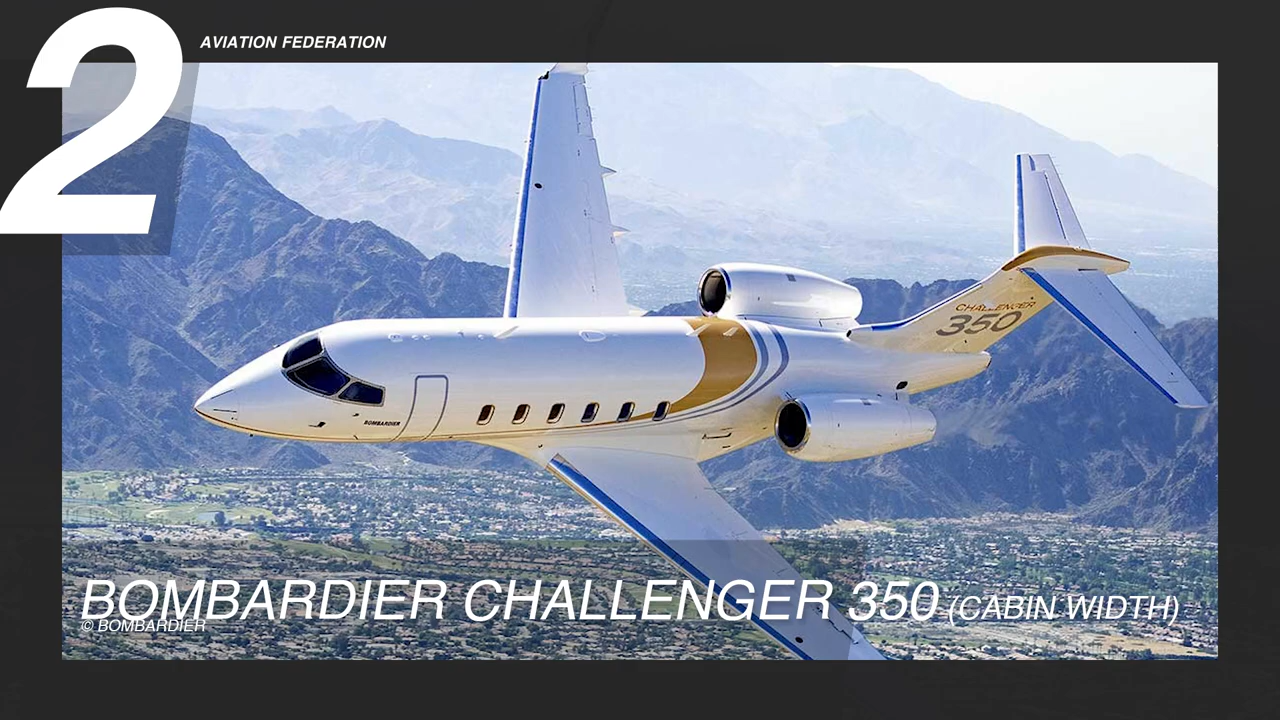 2
AVIATION FEDERATION
CHALLENGER
350
BOMBARDIER
BOMBARDIER CHALLENGER 350 (CABIN WIDTH)
© BOMBARDIER